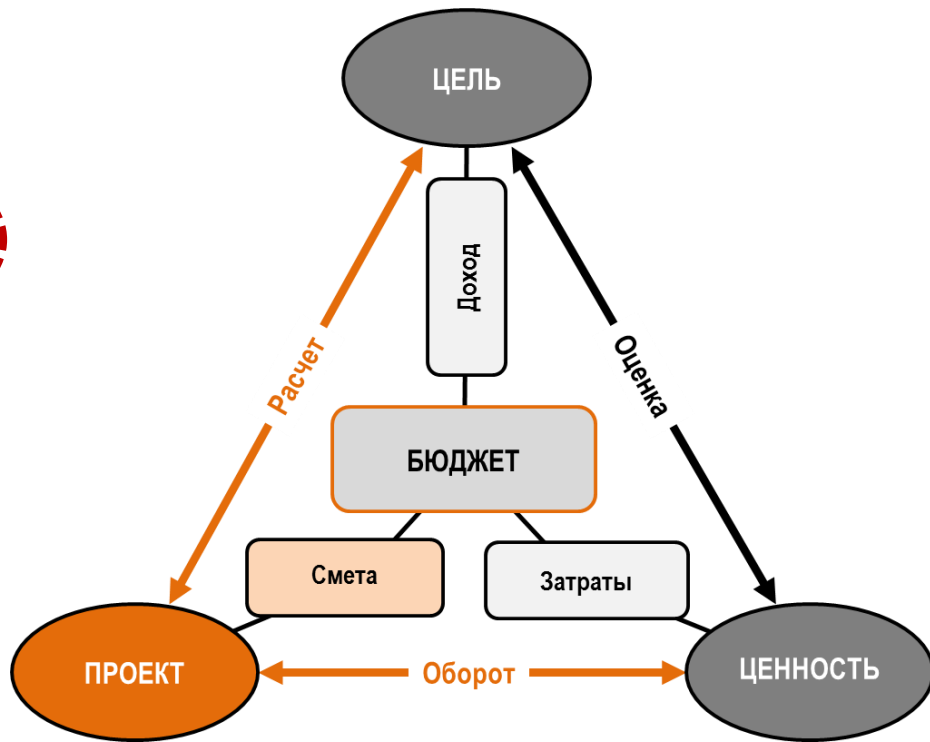 ЦЕЛЬ
Доход
Расчет
Оценка
БЮДЖЕТ
Смета
Затраты
ПРОЕКТ
Оборот
ЦЕННОСТЬ